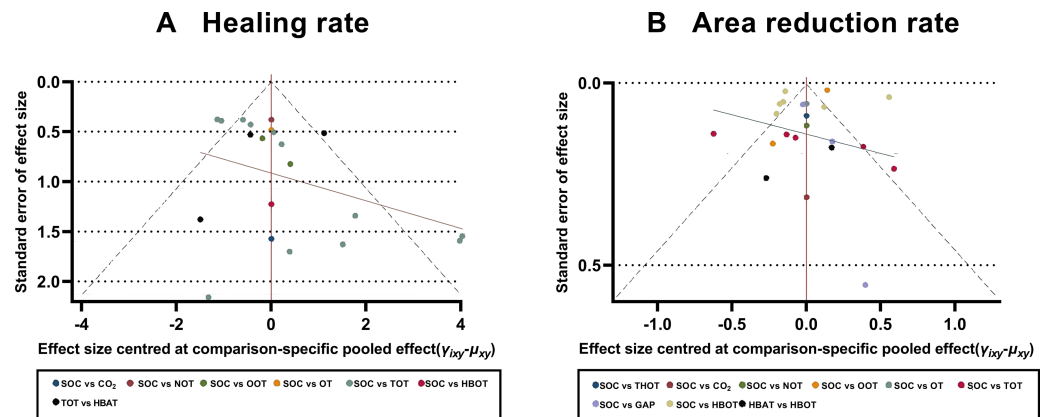 A Healing rate
Standard error of effect size
0.0
0.5
1.0
1.5
2.0
-4 -2 0 2 4
Effect size centred at comparison-specific pooled effect(γixy-μxy)
SOC vs CO₂ SOC vs NOT SOC vs OOT SOC vs OT SOC vs TOT SOC vs HBOT
TOT vs HBAT
B Area reduction rate
Standard error of effect size
0.0
0.5
-1.0 -0.5 0.0 0.5 1.0
Effect size centred at comparison-specific pooled effect(γixy-μxy)
SOC vs THOT SOC vs CO₂ SOC vs NOT SOC vs OOT SOC vs OT SOC vs TOT
SOC vs GAP SOC vs HBOT HBAT vs HBOT